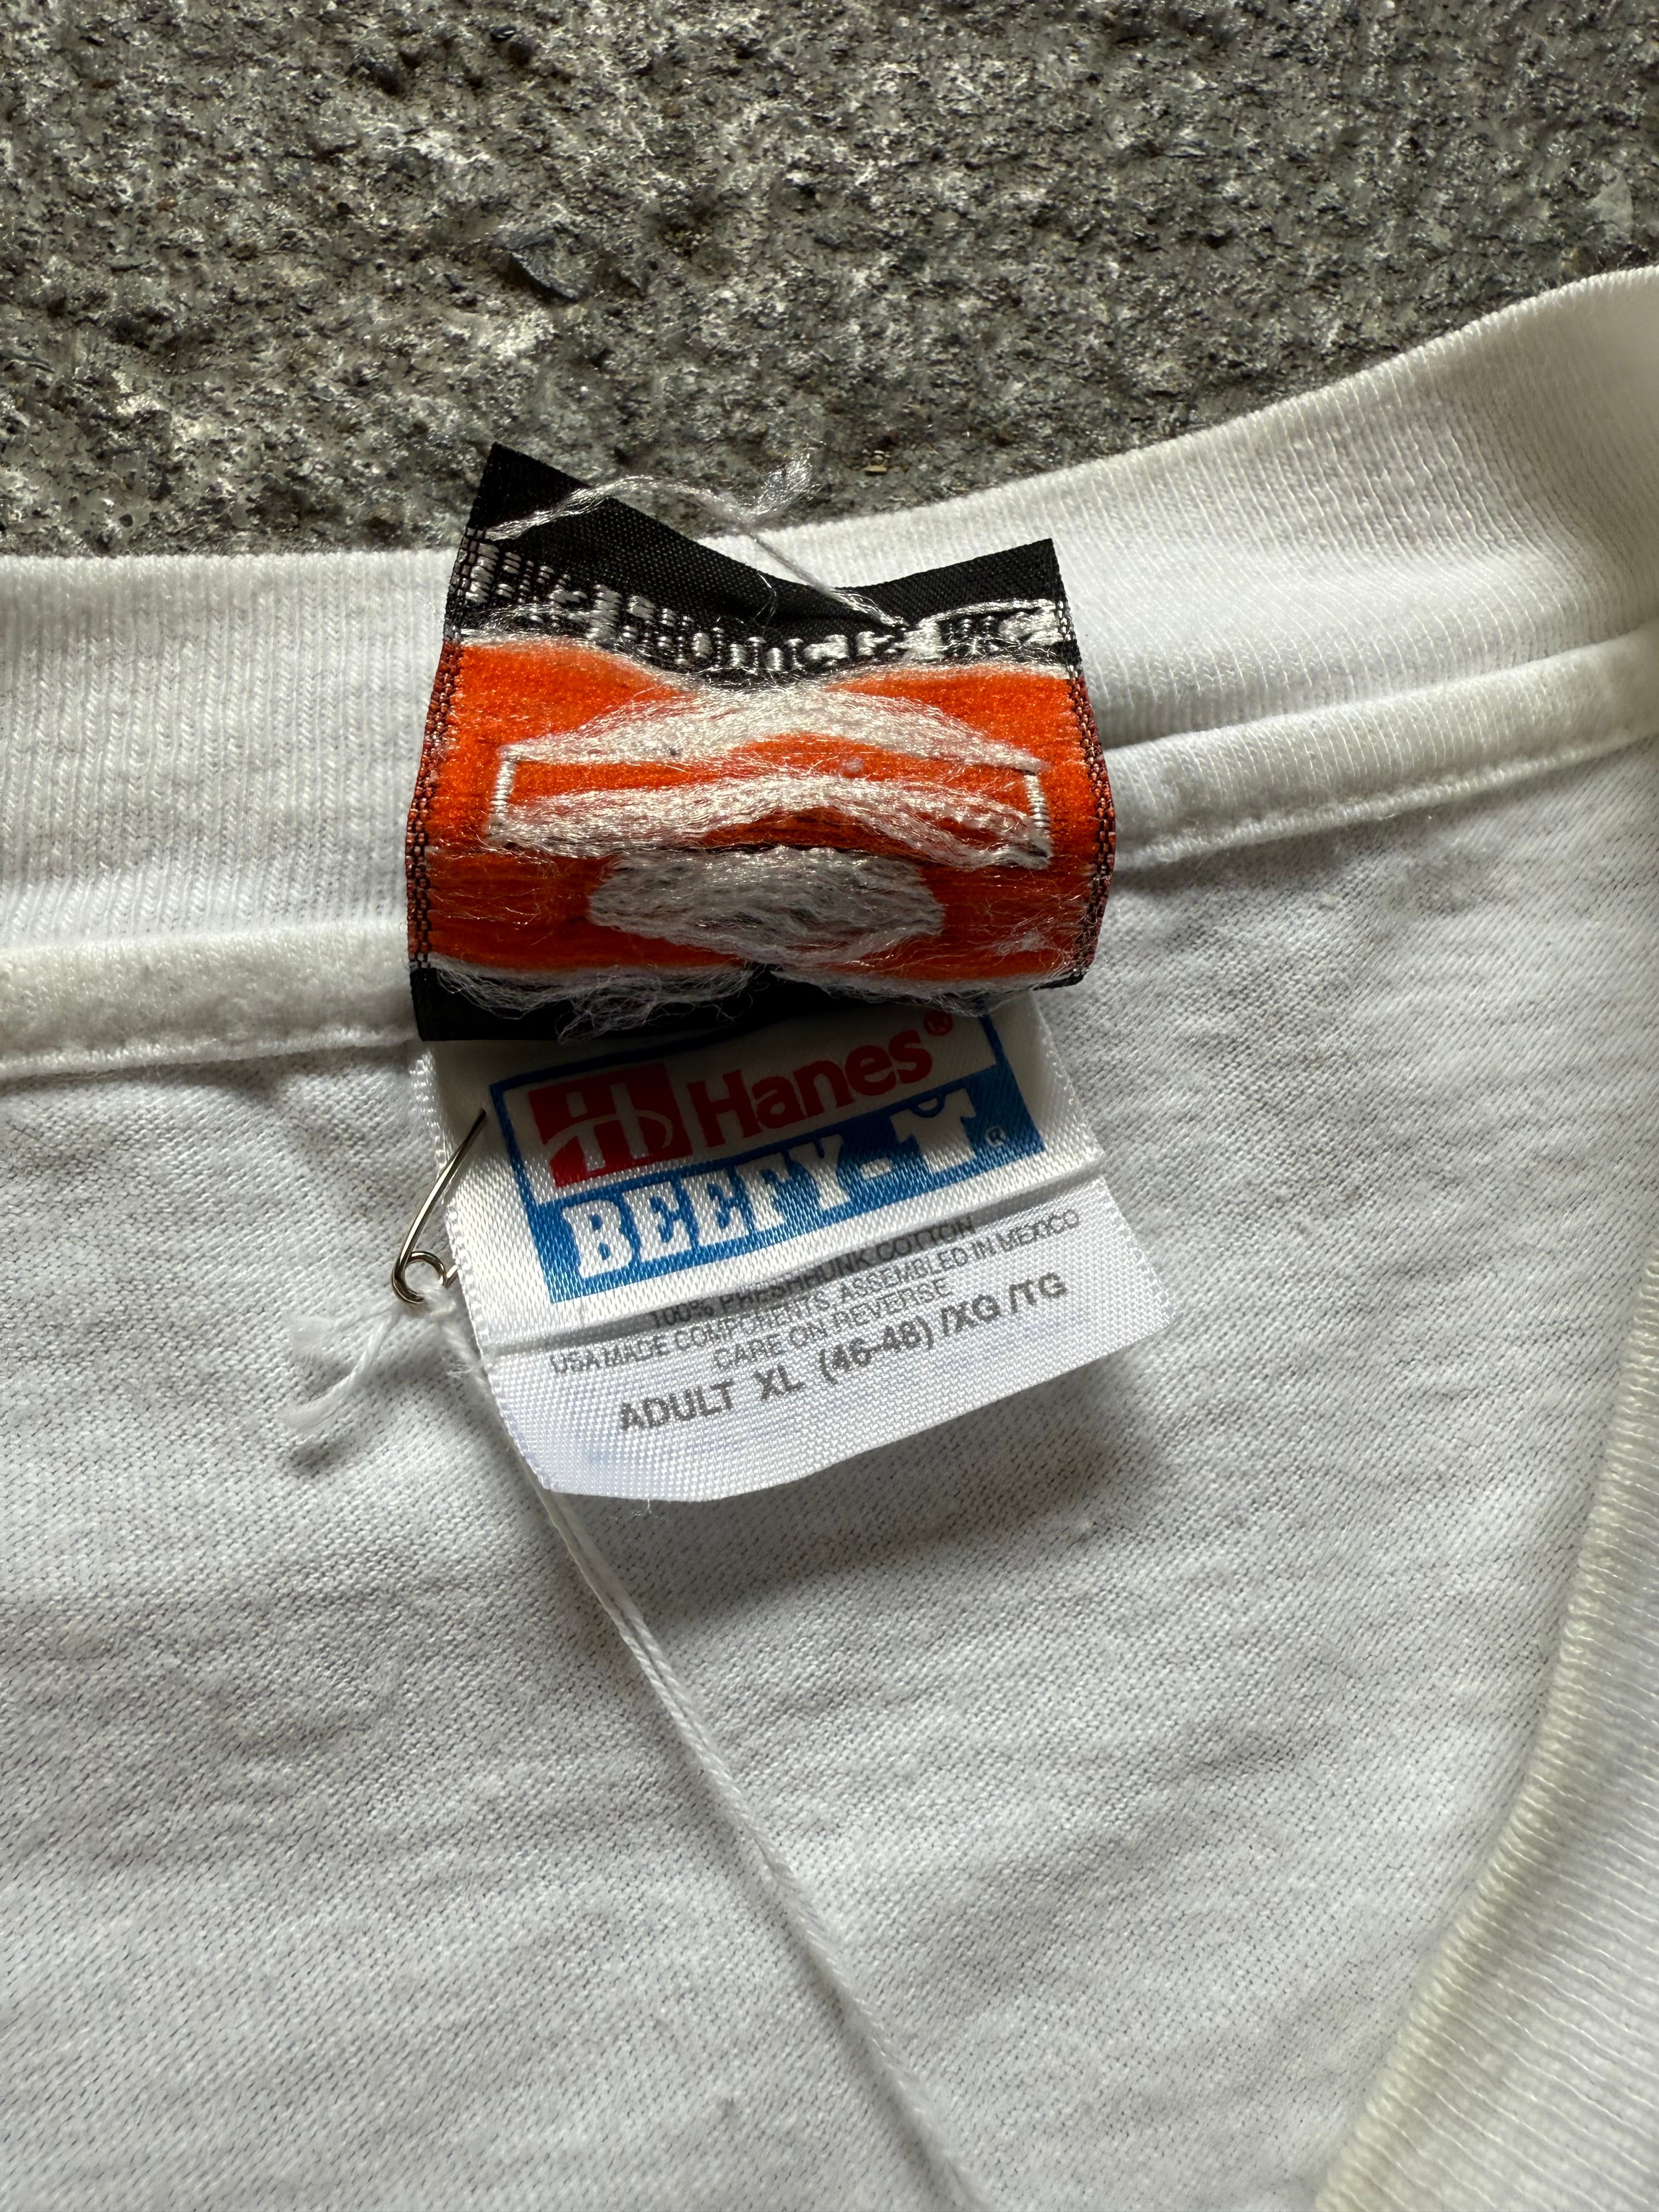 Hanes®
BEEFY-T®
100% PRESHRUNK COTTON
USA MADE COMPONENTS, ASSEMBLED IN MEXICO
CARE ON REVERSE
ADULT XL (46-48) /XG /TG